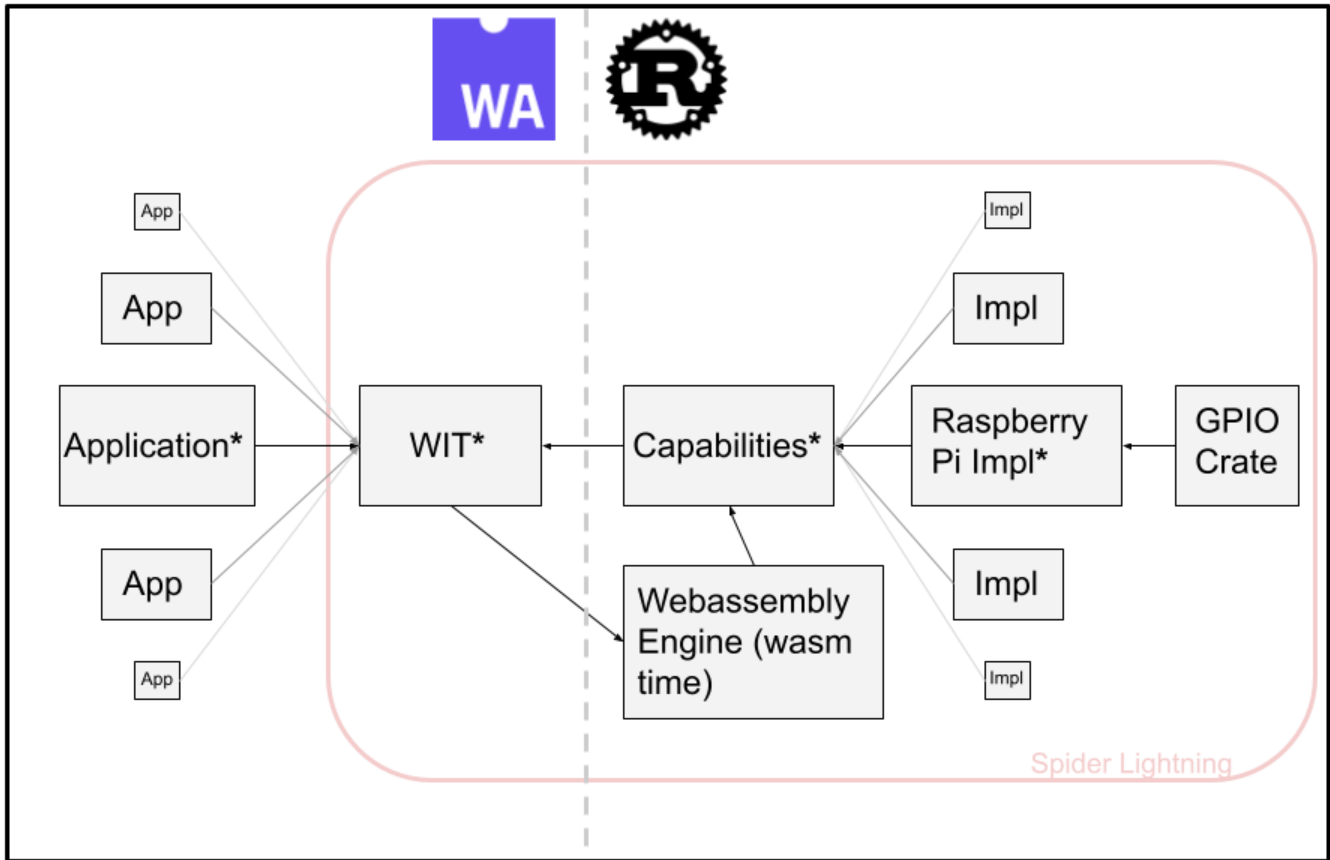 WA
R
App
Impl
App
Impl
Application*
WIT*
Capabilities*
Raspberry
Pi Impl*
GPIO
Crate
App
Impl
Webassembly
Engine (wasm
time)
App
Impl
Spider Lightning